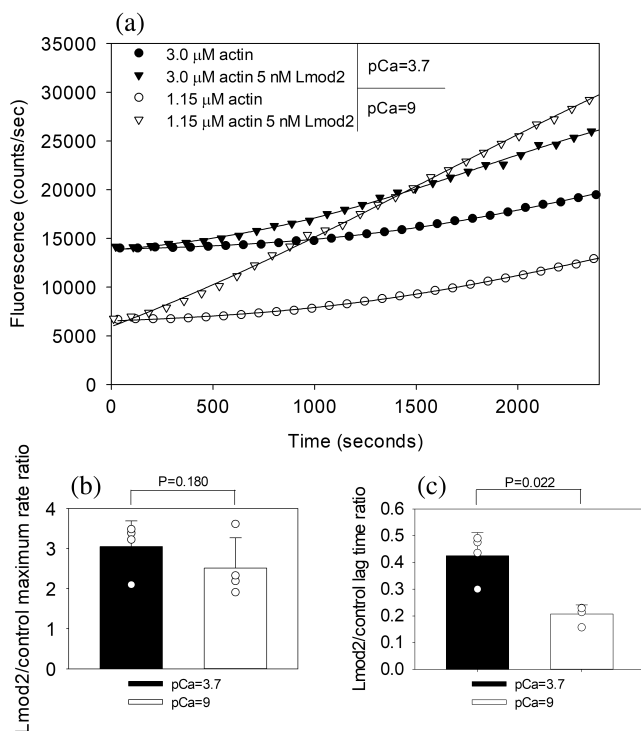 (a)
35000
30000
25000
20000
15000
10000
5000
0
Fluorescence (counts/sec)
3.0 μM actin
3.0 μM actin 5 nM Lmod2
1.15 μM actin
1.15 μM actin 5 nM Lmod2
pCa=3.7
pCa=9
0 500 1000 1500 2000
Time (seconds)
(b)
P=0.180
4
3
2
1
0
Lmod2/control maximum rate ratio
pCa=3.7
pCa=9
(c)
P=0.022
0.6
0.5
0.4
0.3
0.2
0.1
0.0
Lmod2/control lag time ratio
pCa=3.7
pCa=9